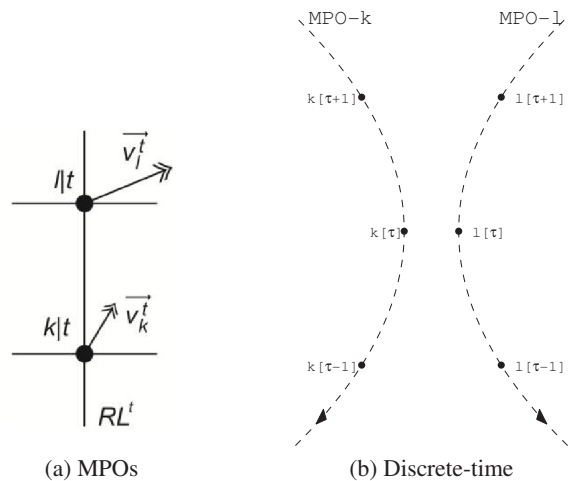 v_l^t
l|t
v_k^t
k|t
RL^t
(a) MPOs
MPO-k MPO-l
k[τ+1] l[τ+1]
k[τ] l[τ]
k[τ-1] l[τ-1]
(b) Discrete-time